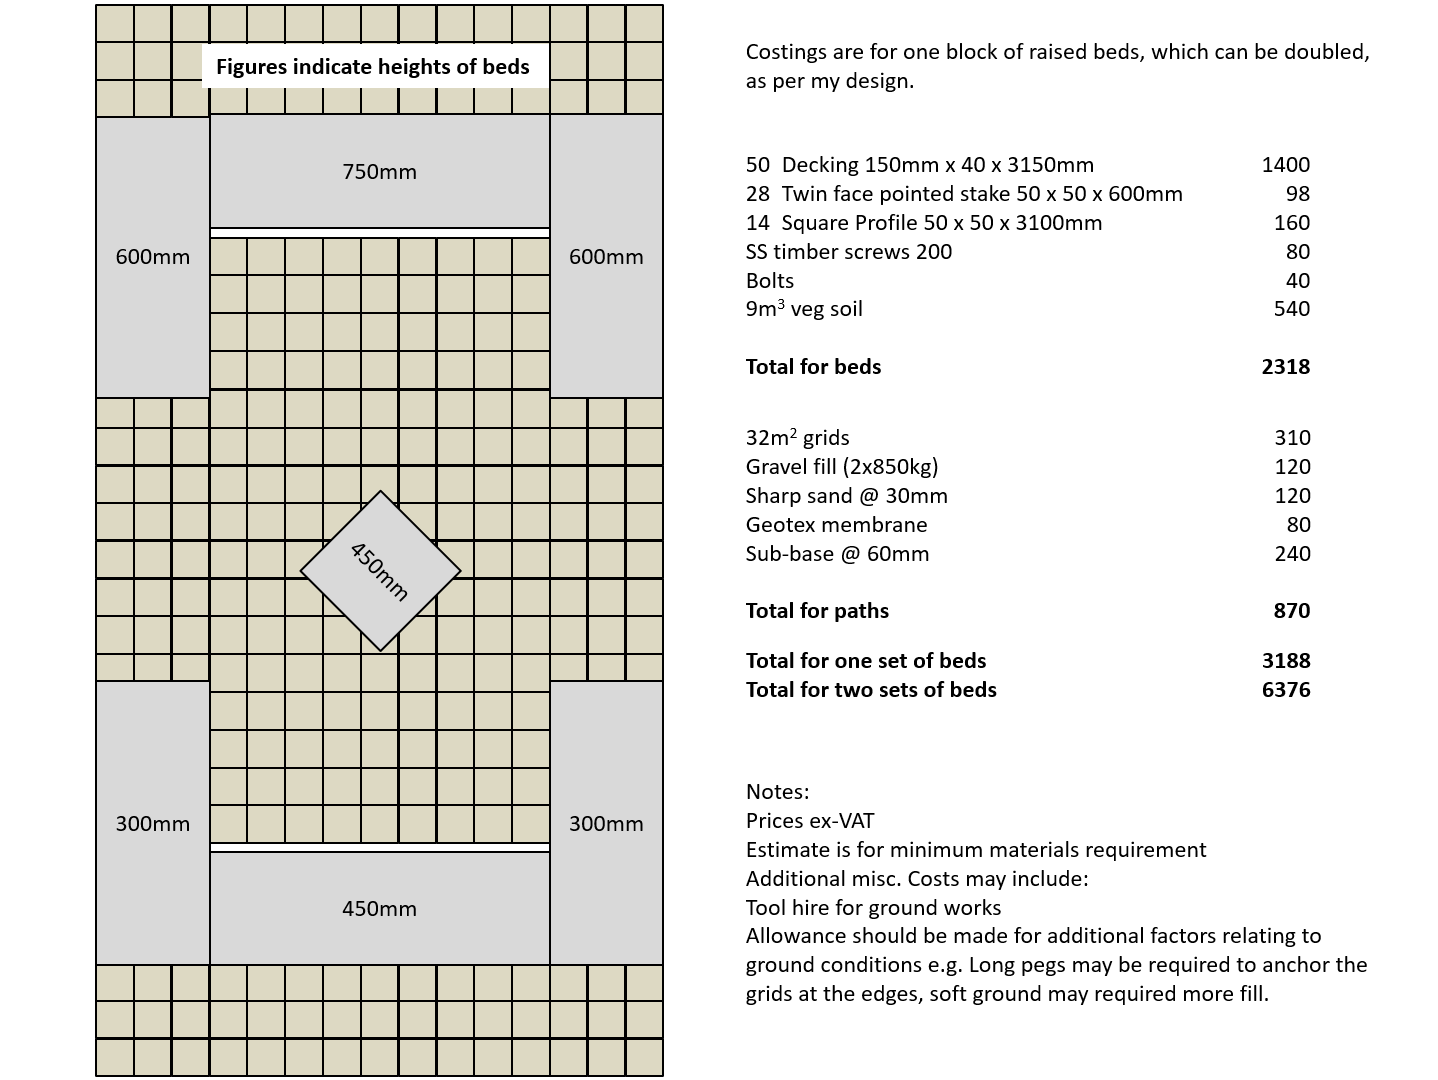 Figures indicate heights of beds
750mm
600mm
600mm
450mm
300mm
300mm
450mm
Costings are for one block of raised beds, which can be doubled,
as per my design.
50 Decking 150mm x 40 x 3150mm 1400
28 Twin face pointed stake 50 x 50 x 600mm 98
14 Square Profile 50 x 50 x 3100mm 160
SS timber screws 200 80
Bolts 40
9m³ veg soil 540
Total for beds 2318
32m² grids 310
Gravel fill (2x850kg) 120
Sharp sand @ 30mm 120
Geotex membrane 80
Sub-base @ 60mm 240
Total for paths 870
Total for one set of beds 3188
Total for two sets of beds 6376
Notes:
Prices ex-VAT
Estimate is for minimum materials requirement
Additional misc. Costs may include:
Tool hire for ground works
Allowance should be made for additional factors relating to
ground conditions e.g. Long pegs may be required to anchor the
grids at the edges, soft ground may required more fill.